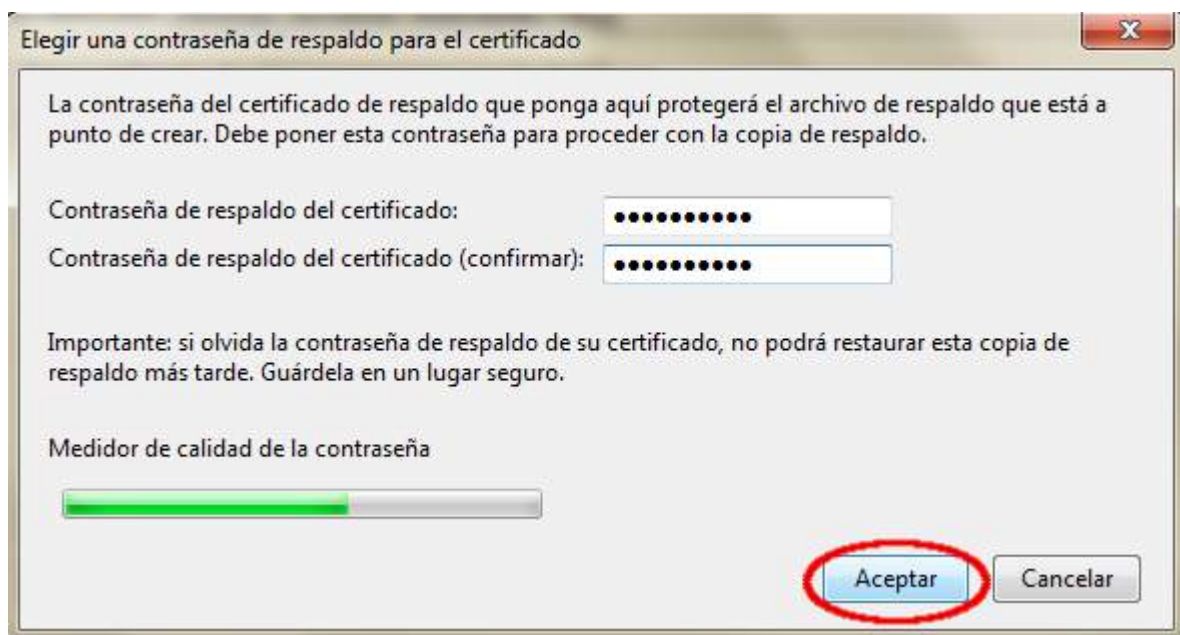 Elegir una contraseña de respaldo para el certificado
La contraseña del certificado de respaldo que ponga aquí protegerá el archivo de respaldo que está a
punto de crear. Debe poner esta contraseña para proceder con la copia de respaldo.
Contraseña de respaldo del certificado: ●●●●●●●●●●
Contraseña de respaldo del certificado (confirmar): ●●●●●●●●●●
Importante: si olvida la contraseña de respaldo de su certificado, no podrá restaurar esta copia de
respaldo más tarde. Guárdela en un lugar seguro.
Medidor de calidad de la contraseña
Aceptar Cancelar